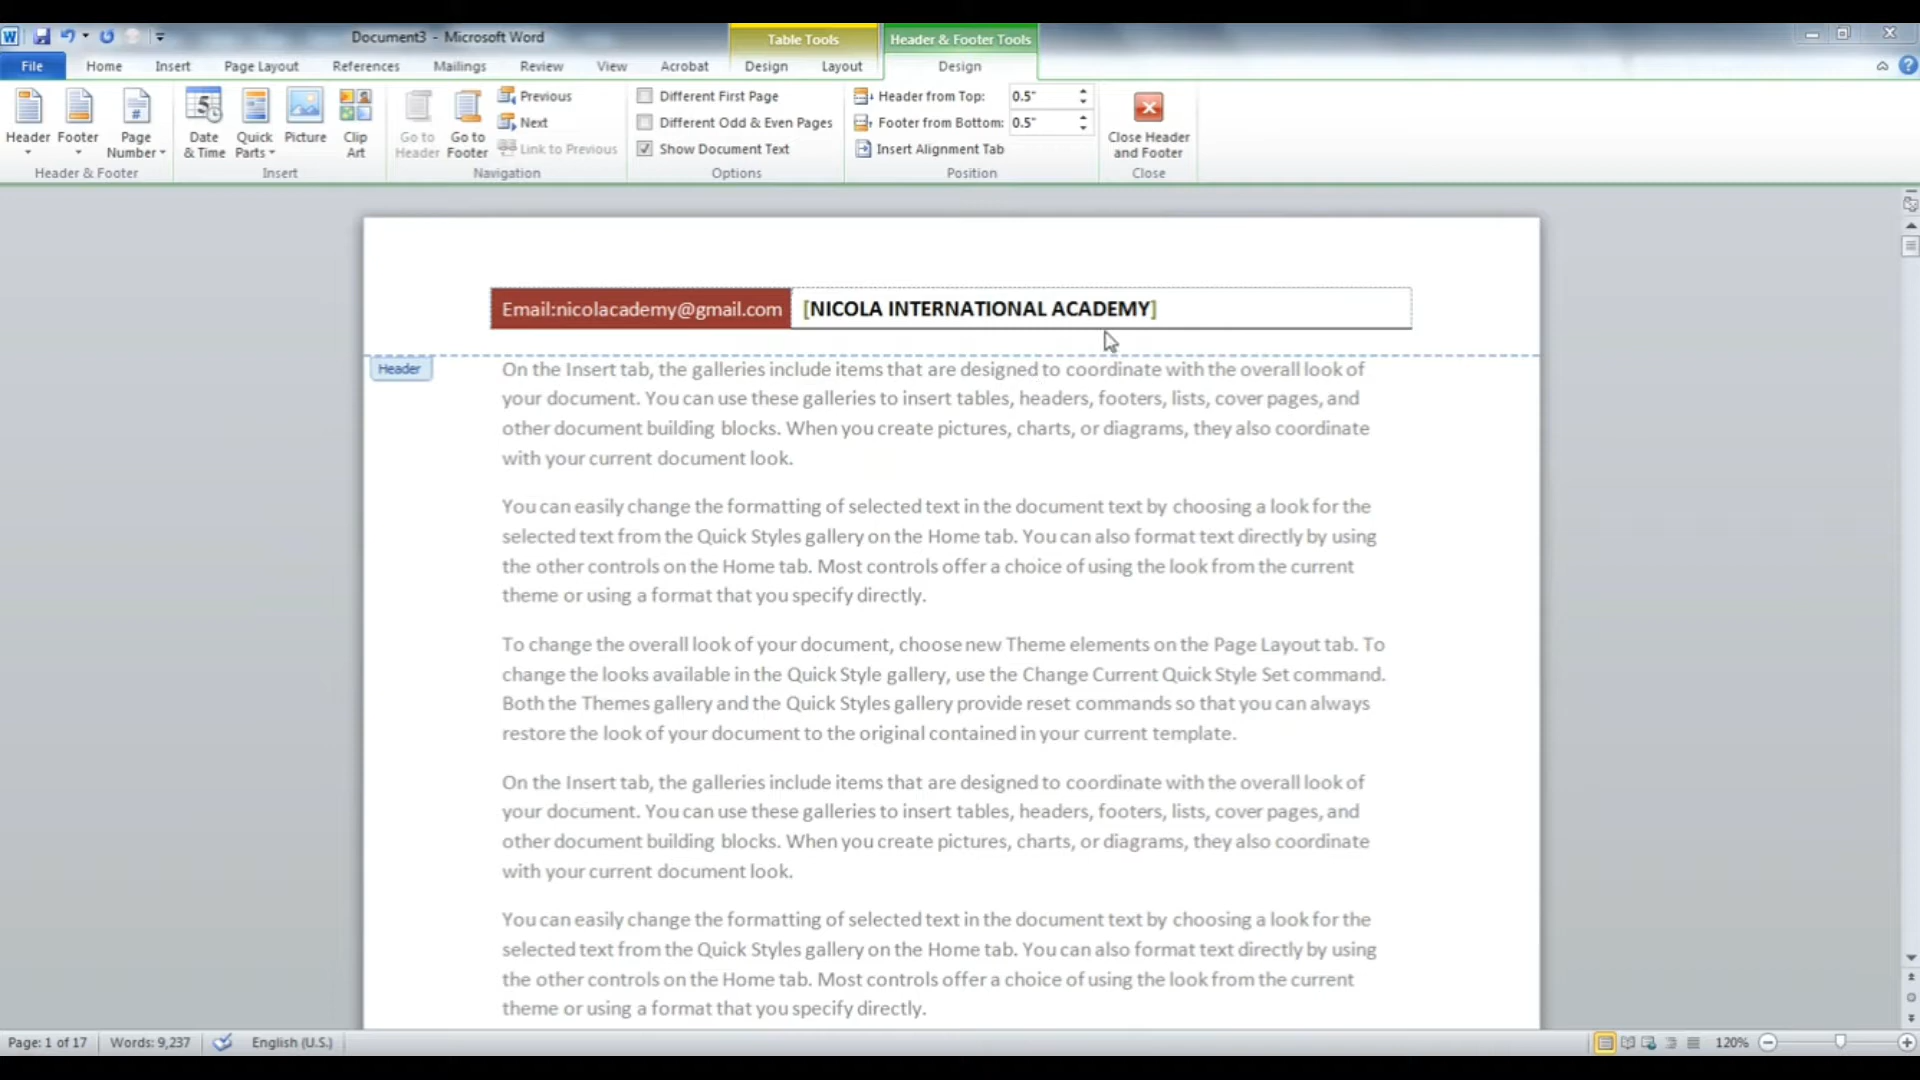 Document3 - Microsoft Word
Table Tools
Header & Footer Tools
File Home Insert Page Layout References Mailings Review View Acrobat Design Layout Design
Header
Footer
Page Number
Date & Time
Quick Parts
Picture
Clip Art
Go to Header
Go to Footer
Previous
Next
Link to Previous
Different First Page
Different Odd & Even Pages
Show Document Text
Header from Top: 0.5"
Footer from Bottom: 0.5"
Insert Alignment Tab
Close Header and Footer
Header & Footer Insert Navigation Options Position Close
Email:nicolacademy@gmail.com [NICOLA INTERNATIONAL ACADEMY]
Header
On the Insert tab, the galleries include items that are designed to coordinate with the overall look of
your document. You can use these galleries to insert tables, headers, footers, lists, cover pages, and
other document building blocks. When you create pictures, charts, or diagrams, they also coordinate
with your current document look.
You can easily change the formatting of selected text in the document text by choosing a look for the
selected text from the Quick Styles gallery on the Home tab. You can also format text directly by using
the other controls on the Home tab. Most controls offer a choice of using the look from the current
theme or using a format that you specify directly.
To change the overall look of your document, choose new Theme elements on the Page Layout tab. To
change the looks available in the Quick Style gallery, use the Change Current Quick Style Set command.
Both the Themes gallery and the Quick Styles gallery provide reset commands so that you can always
restore the look of your document to the original contained in your current template.
On the Insert tab, the galleries include items that are designed to coordinate with the overall look of
your document. You can use these galleries to insert tables, headers, footers, lists, cover pages, and
other document building blocks. When you create pictures, charts, or diagrams, they also coordinate
with your current document look.
You can easily change the formatting of selected text in the document text by choosing a look for the
selected text from the Quick Styles gallery on the Home tab. You can also format text directly by using
the other controls on the Home tab. Most controls offer a choice of using the look from the current
theme or using a format that you specify directly.
Page: 1 of 17 Words: 9,237 English (U.S.) 120%